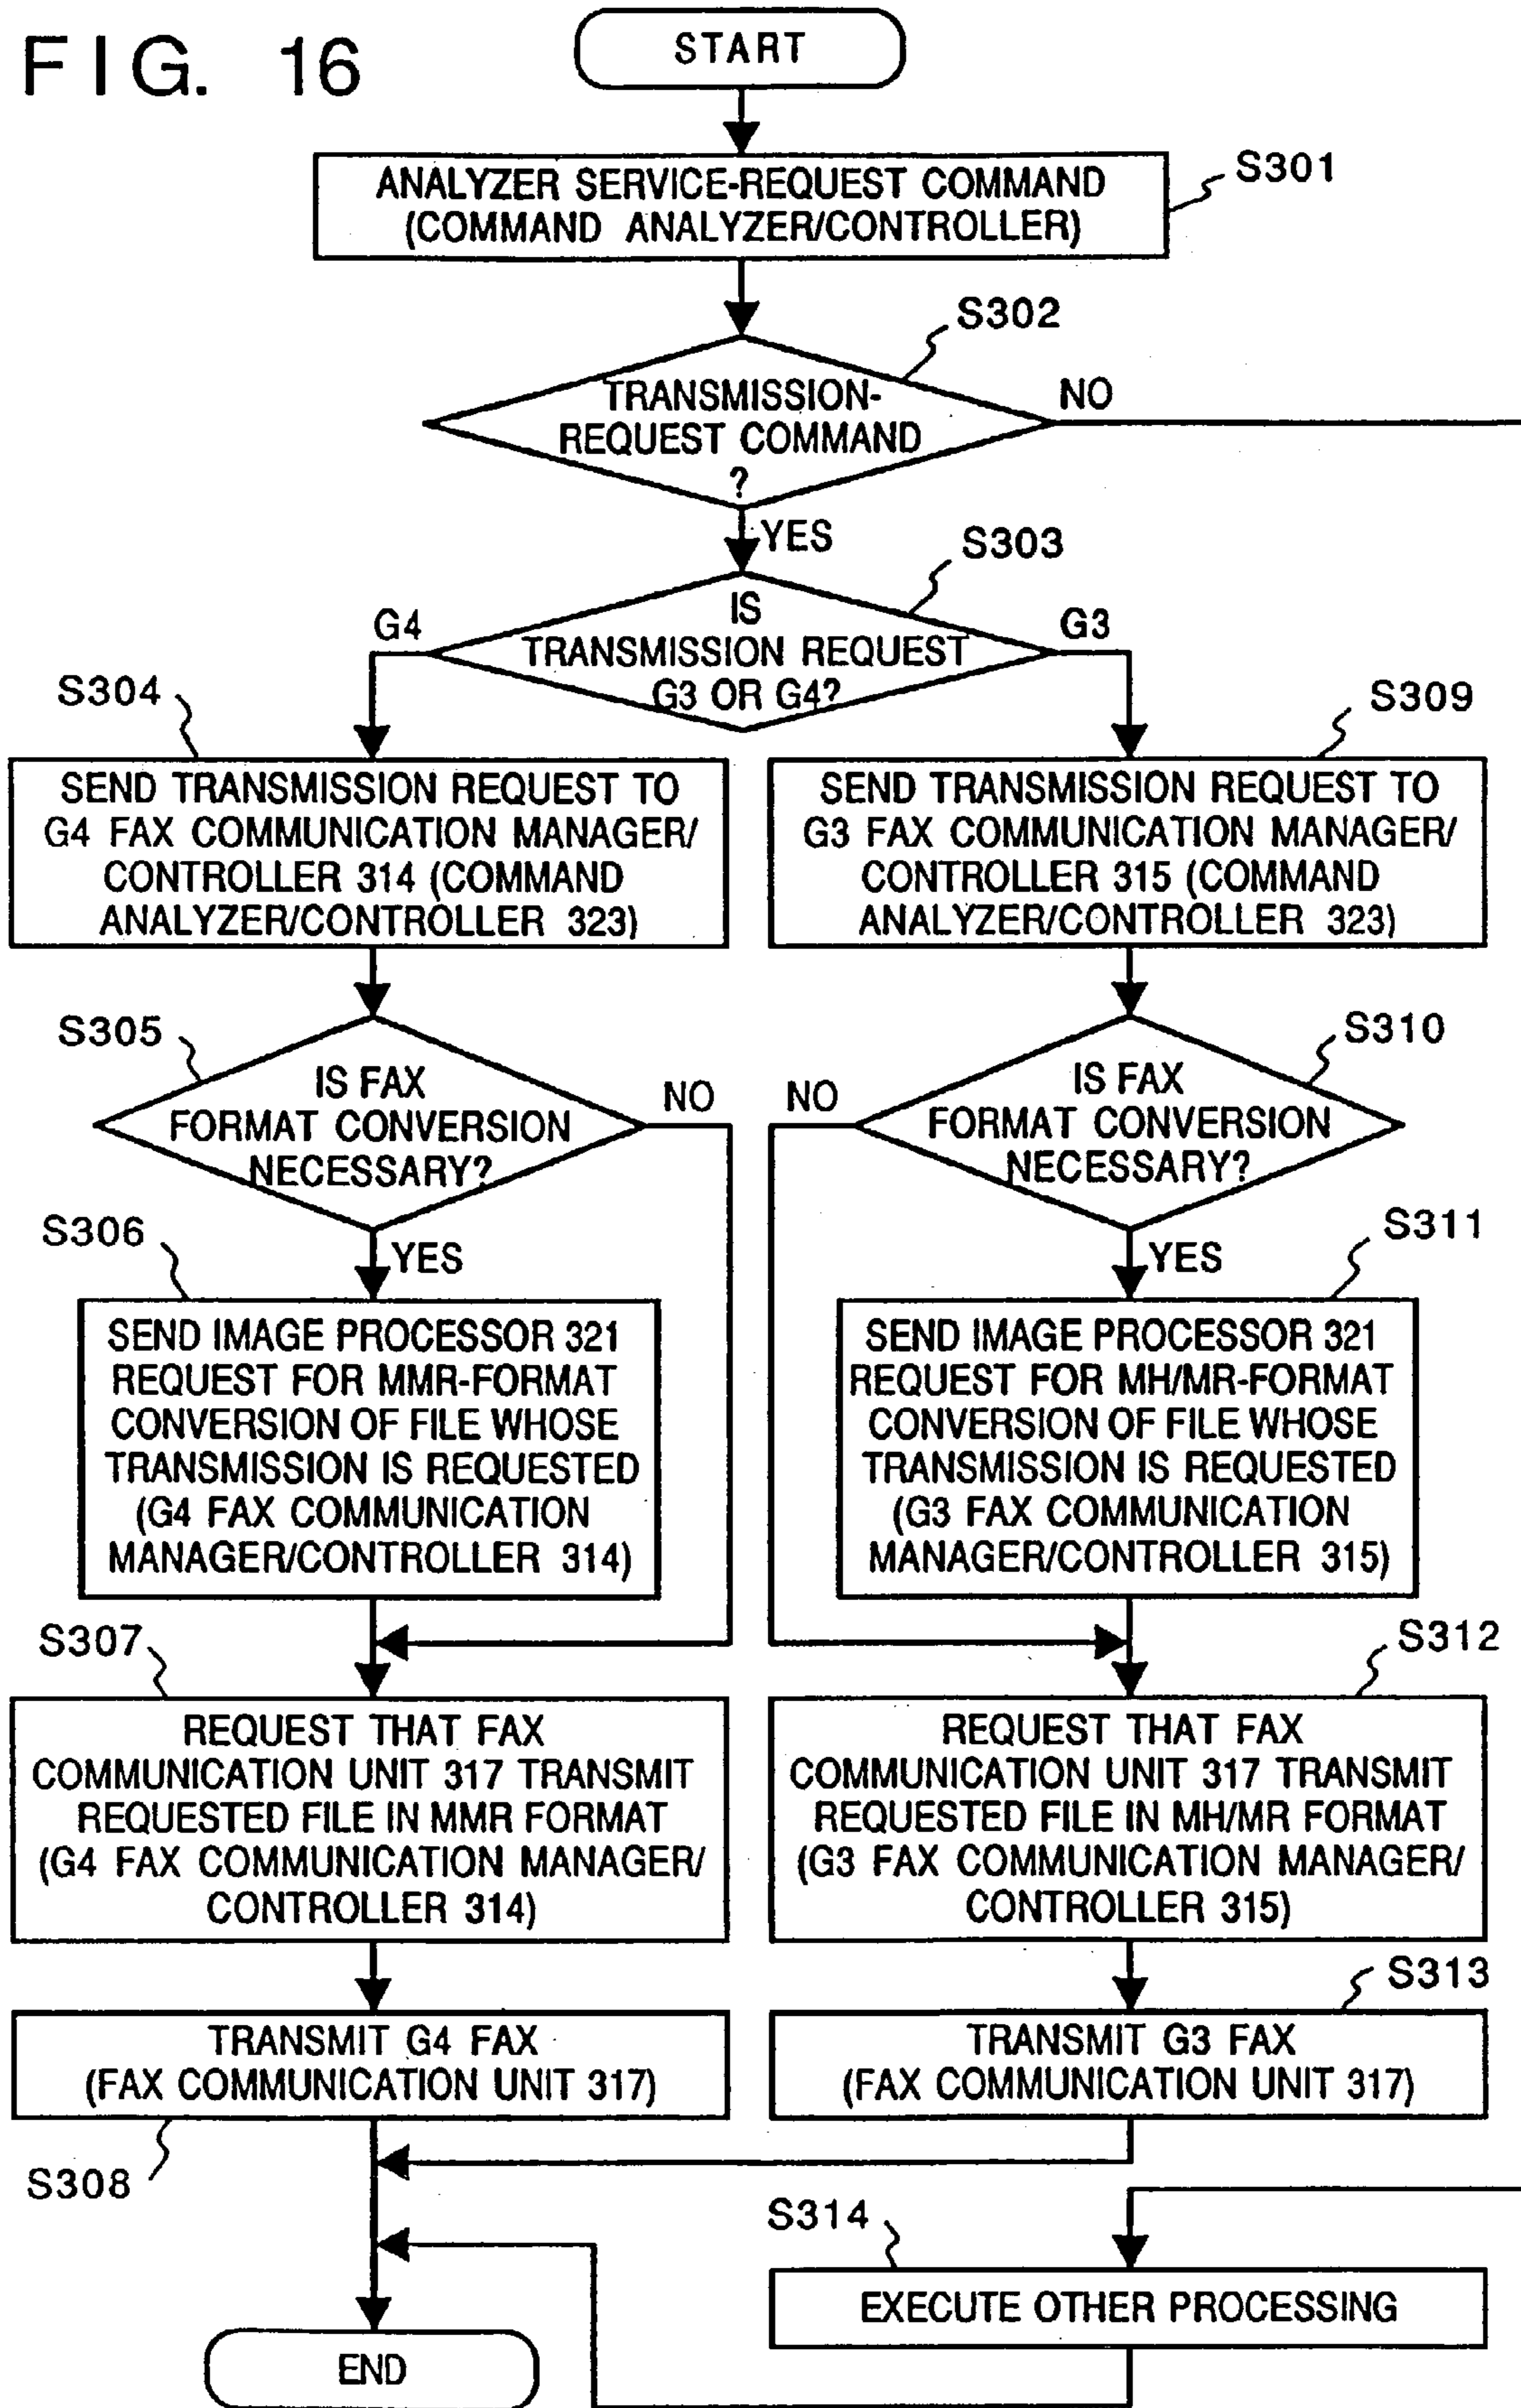 FIG. 16
START
ANALYZER SERVICE-REQUEST COMMAND
(COMMAND ANALYZER/CONTROLLER)
S301
S302
TRANSMISSION-
REQUEST COMMAND
?
NO
YES
S303
IS
TRANSMISSION REQUEST
G3 OR G4?
G4
G3
S304
SEND TRANSMISSION REQUEST TO
G4 FAX COMMUNICATION MANAGER/
CONTROLLER 314 (COMMAND
ANALYZER/CONTROLLER 323)
S309
SEND TRANSMISSION REQUEST TO
G3 FAX COMMUNICATION MANAGER/
CONTROLLER 315 (COMMAND
ANALYZER/CONTROLLER 323)
S305
IS FAX
FORMAT CONVERSION
NECESSARY?
NO
NO
S310
IS FAX
FORMAT CONVERSION
NECESSARY?
S306
YES
SEND IMAGE PROCESSOR 321
REQUEST FOR MMR-FORMAT
CONVERSION OF FILE WHOSE
TRANSMISSION IS REQUESTED
(G4 FAX COMMUNICATION
MANAGER/CONTROLLER 314)
S311
YES
SEND IMAGE PROCESSOR 321
REQUEST FOR MH/MR-FORMAT
CONVERSION OF FILE WHOSE
TRANSMISSION IS REQUESTED
(G3 FAX COMMUNICATION
MANAGER/CONTROLLER 315)
S307
REQUEST THAT FAX
COMMUNICATION UNIT 317 TRANSMIT
REQUESTED FILE IN MMR FORMAT
(G4 FAX COMMUNICATION MANAGER/
CONTROLLER 314)
S312
REQUEST THAT FAX
COMMUNICATION UNIT 317 TRANSMIT
REQUESTED FILE IN MH/MR FORMAT
(G3 FAX COMMUNICATION MANAGER/
CONTROLLER 315)
TRANSMIT G4 FAX
(FAX COMMUNICATION UNIT 317)
S308
S313
TRANSMIT G3 FAX
(FAX COMMUNICATION UNIT 317)
S314
EXECUTE OTHER PROCESSING
END